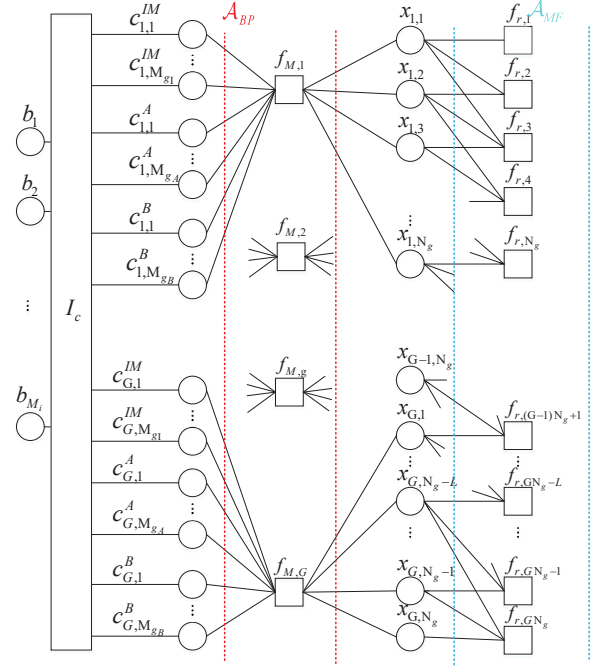 𝒜_BP
𝒜_MF
c^{IM}_{1,1}
x_{1,1}
f_{r,1}
c^{IM}_{1,M_{g1}}
f_{M,1}
x_{1,2}
f_{r,2}
b_1
c^A_{1,1}
x_{1,3}
f_{r,3}
c^A_{1,M_{gA}}
f_{r,4}
b_2
c^B_{1,1}
f_{M,2}
x_{1,N_g}
f_{r,N_g}
c^B_{1,M_{gB}}
I_c
c^{IM}_{G,1}
f_{M,g}
x_{G-1,N_g}
b_{M_i}
c^{IM}_{G,M_{g1}}
x_{G,1}
f_{r,(G-1)N_g+1}
c^A_{G,1}
x_{G,N_g-L}
f_{r,GN_g-L}
c^A_{G,M_{gA}}
c^B_{G,1}
f_{M,G}
x_{G,N_g-1}
f_{r,GN_g-1}
c^B_{G,M_{gB}}
x_{G,N_g}
f_{r,GN_g}